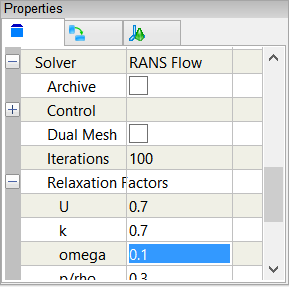 Properties
Solver RANS Flow
Archive
Control
Dual Mesh
Iterations 100
Relaxation Factors
U 0.7
k 0.7
omega 0.1
p/rho 0.3